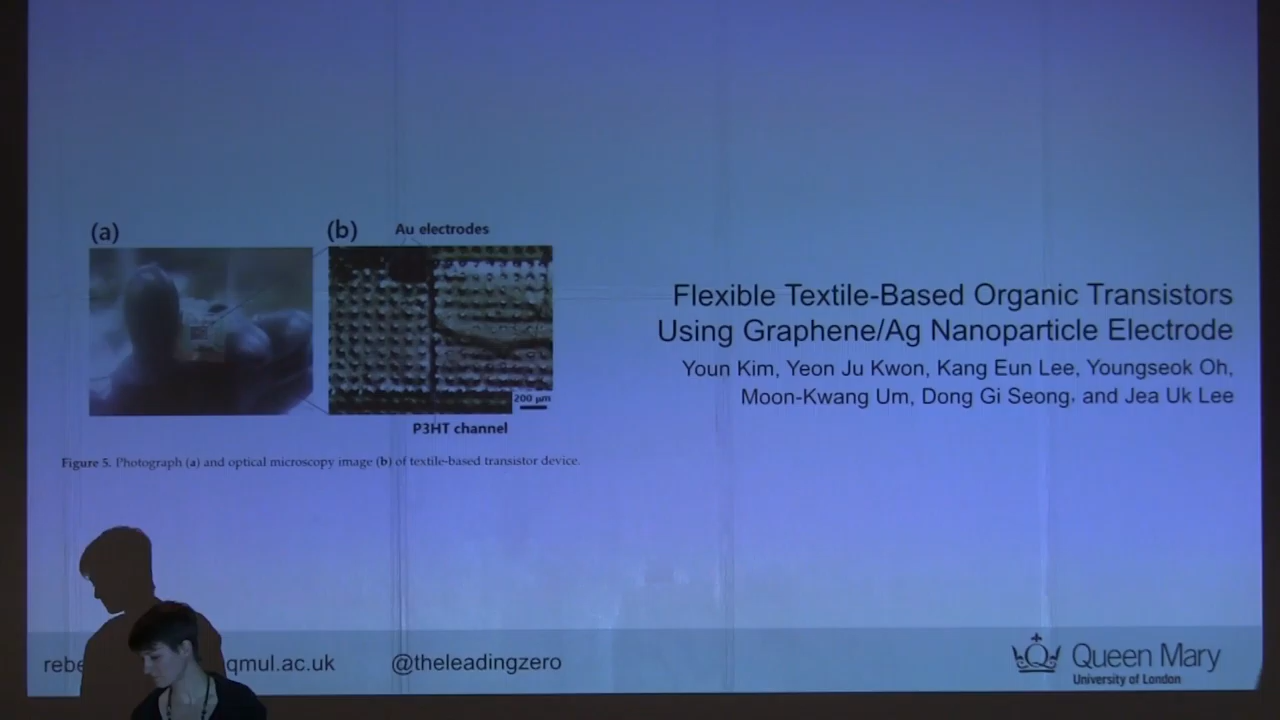 (a)
(b)
Au electrodes
200 µm
P3HT channel
Figure 5. Photograph (a) and optical microscopy image (b) of textile-based transistor device.
Flexible Textile-Based Organic Transistors
Using Graphene/Ag Nanoparticle Electrode
Youn Kim, Yeon Ju Kwon, Kang Eun Lee, Youngseok Oh,
Moon-Kwang Um, Dong Gi Seong, and Jea Uk Lee
qmul.ac.uk
@theleadingzero
Queen Mary
University of London